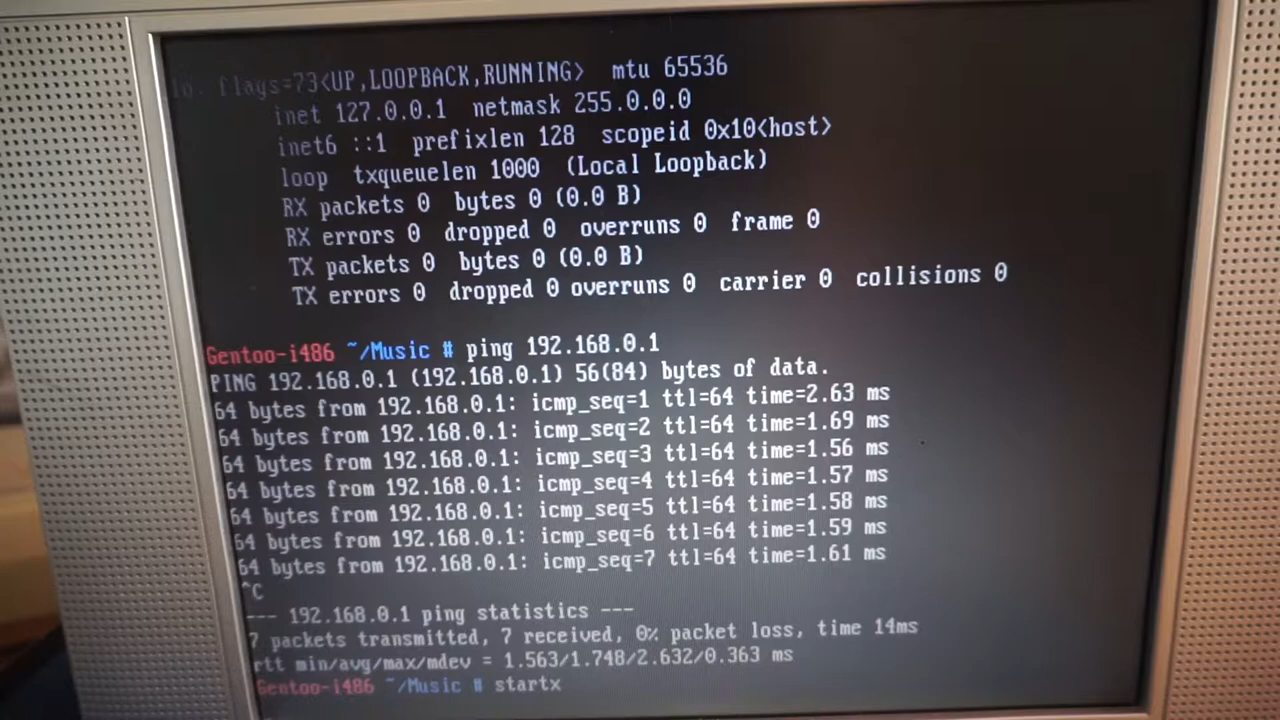 lo: flags=73<UP,LOOPBACK,RUNNING>  mtu 65536
inet 127.0.0.1  netmask 255.0.0.0
inet6 ::1  prefixlen 128  scopeid 0x10<host>
loop  txqueuelen 1000  (Local Loopback)
RX packets 0  bytes 0 (0.0 B)
RX errors 0  dropped 0  overruns 0  frame 0
TX packets 0  bytes 0 (0.0 B)
TX errors 0  dropped 0 overruns 0  carrier 0  collisions 0
Gentoo-i486 ~/Music # ping 192.168.0.1
PING 192.168.0.1 (192.168.0.1) 56(84) bytes of data.
64 bytes from 192.168.0.1: icmp_seq=1 ttl=64 time=2.63 ms
64 bytes from 192.168.0.1: icmp_seq=2 ttl=64 time=1.69 ms
64 bytes from 192.168.0.1: icmp_seq=3 ttl=64 time=1.56 ms
64 bytes from 192.168.0.1: icmp_seq=4 ttl=64 time=1.57 ms
64 bytes from 192.168.0.1: icmp_seq=5 ttl=64 time=1.58 ms
64 bytes from 192.168.0.1: icmp_seq=6 ttl=64 time=1.59 ms
64 bytes from 192.168.0.1: icmp_seq=7 ttl=64 time=1.61 ms
^C
--- 192.168.0.1 ping statistics ---
7 packets transmitted, 7 received, 0% packet loss, time 14ms
rtt min/avg/max/mdev = 1.563/1.748/2.632/0.363 ms
Gentoo-i486 ~/Music # startx